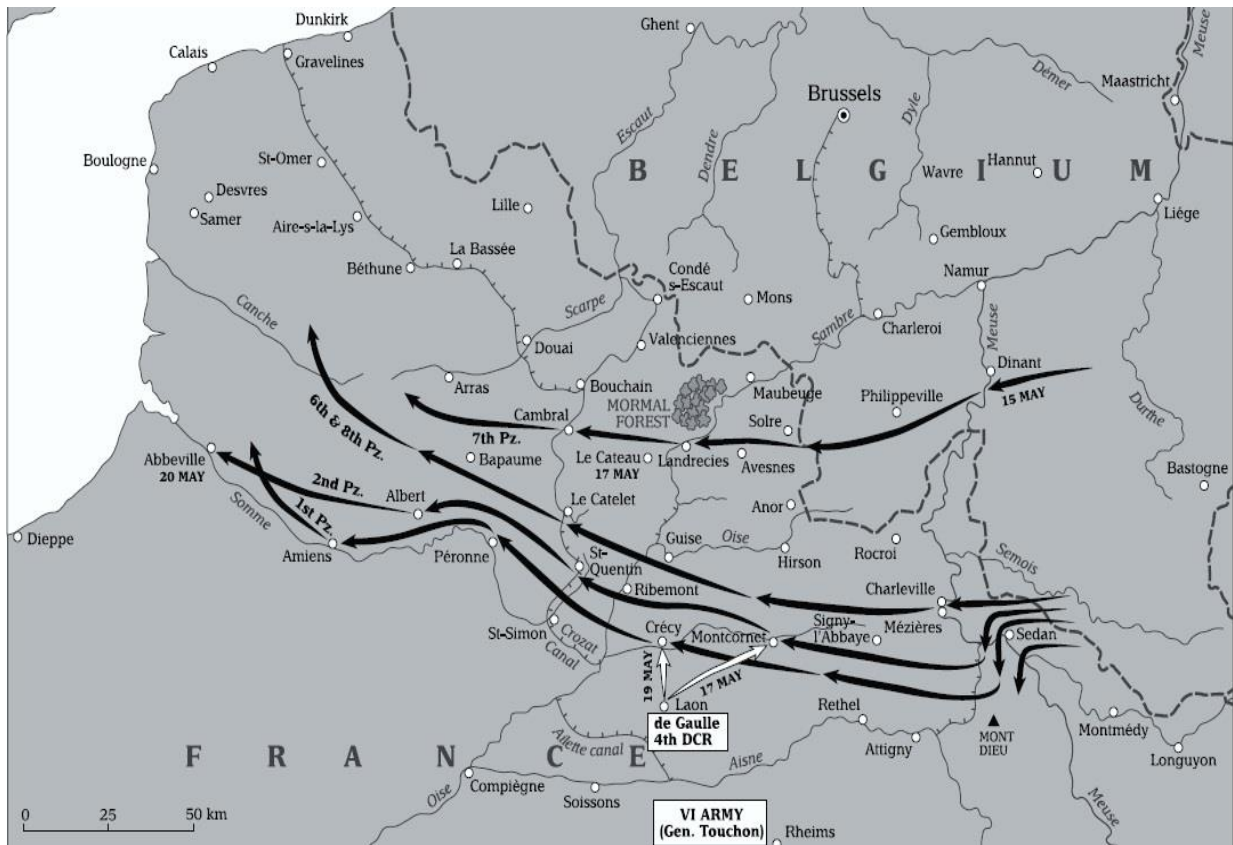 Dunkirk
Ghent
Calais
Gravelines
Meuse
Démer
Maastricht
Brussels
Escaut
Dyle
Boulogne
St-Omer
Dendre
B E L G I U M
Wavre
Hannut
Desvres
Samer
Lille
Liége
Aire-s-la-Lys
Gembloux
La Bassée
Béthune
Condé
s-Escaut
Namur
Mons
Canche
Scarpe
Sambre
Charleroi
Meuse
Douai
Valenciennes
Dinant
Arras
Bouchain
Maubeuge
Philippeville
15 MAY
MORMAL
FOREST
Cambral
Solre
Durthe
6th & 8th Pz.
7th Pz.
Bapaume
Le Cateau
17 MAY
Landrecies
Avesnes
Abbeville
20 MAY
Bastogne
2nd Pz.
Albert
Le Catelet
Anor
1st Pz.
Somme
Dieppe
Amiens
Péronne
Guise
Oise
Hirson
Rocroi
St-
Quentin
Semois
Ribemont
Charleville
Mézières
St-Simon
Crozat
Canal
Crécy
Montcornet
Signy-
l'Abbaye
Sedan
19 MAY
17 MAY
Laon
de Gaulle
4th DCR
Rethel
Attigny
MONT
DIEU
Montmédy
Longuyon
F R A N C E
Ailette canal
Aisne
Oise
Compiègne
Soissons
Meuse
0 25 50 km
VI ARMY
(Gen. Touchon)
Rheims